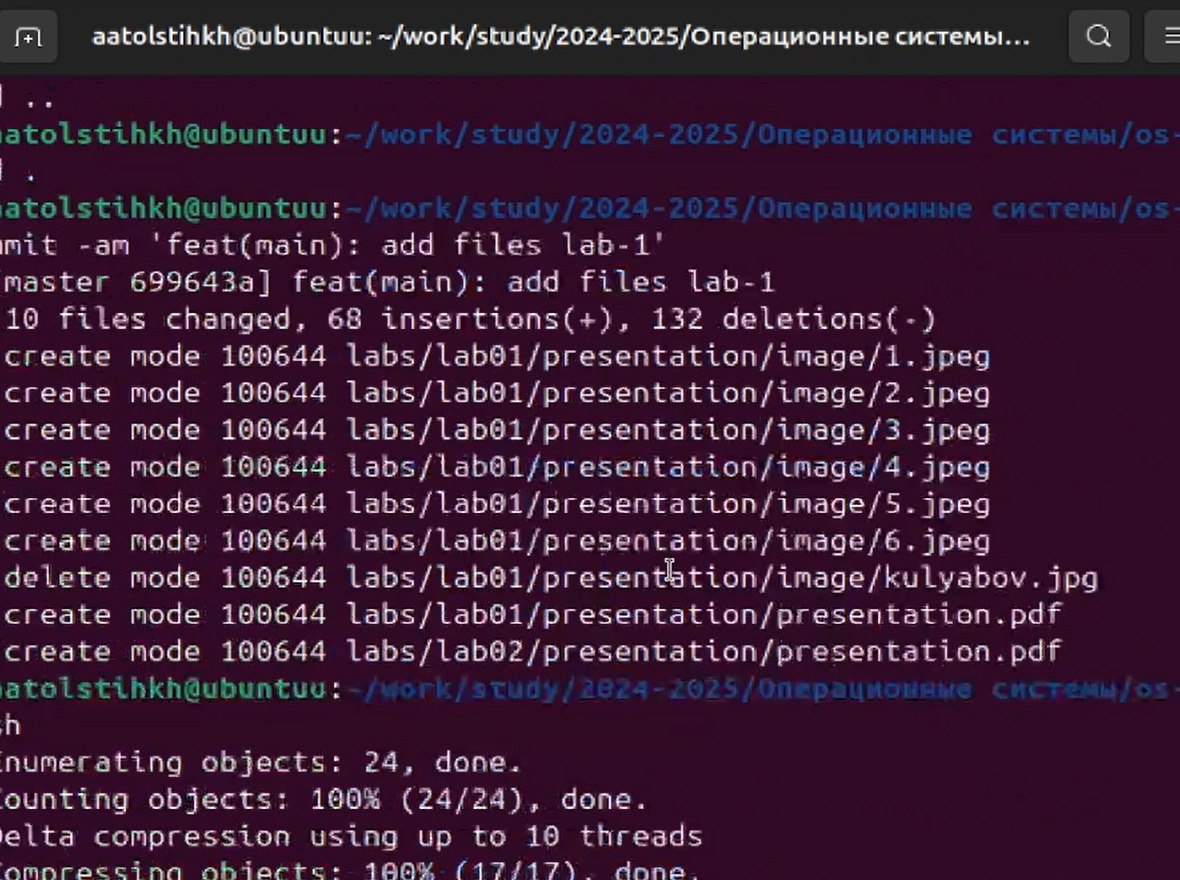 aatolstihkh@ubuntuu: ~/work/study/2024-2025/Операционные системы...
..
aatolstihkh@ubuntuu:~/work/study/2024-2025/Операционные системы/os-
.
aatolstihkh@ubuntuu:~/work/study/2024-2025/Операционные системы/os-
mmit -am 'feat(main): add files lab-1'
[master 699643a] feat(main): add files lab-1
10 files changed, 68 insertions(+), 132 deletions(-)
create mode 100644 labs/lab01/presentation/image/1.jpeg
create mode 100644 labs/lab01/presentation/image/2.jpeg
create mode 100644 labs/lab01/presentation/image/3.jpeg
create mode 100644 labs/lab01/presentation/image/4.jpeg
create mode 100644 labs/lab01/presentation/image/5.jpeg
create mode 100644 labs/lab01/presentation/image/6.jpeg
delete mode 100644 labs/lab01/presentation/image/kulyabov.jpg
create mode 100644 labs/lab01/presentation/presentation.pdf
create mode 100644 labs/lab02/presentation/presentation.pdf
aatolstihkh@ubuntuu:~/work/study/2024-2025/Операционные системы/os-
sh
Enumerating objects: 24, done.
Counting objects: 100% (24/24), done.
Delta compression using up to 10 threads
Compressing objects: 100% (17/17), done.